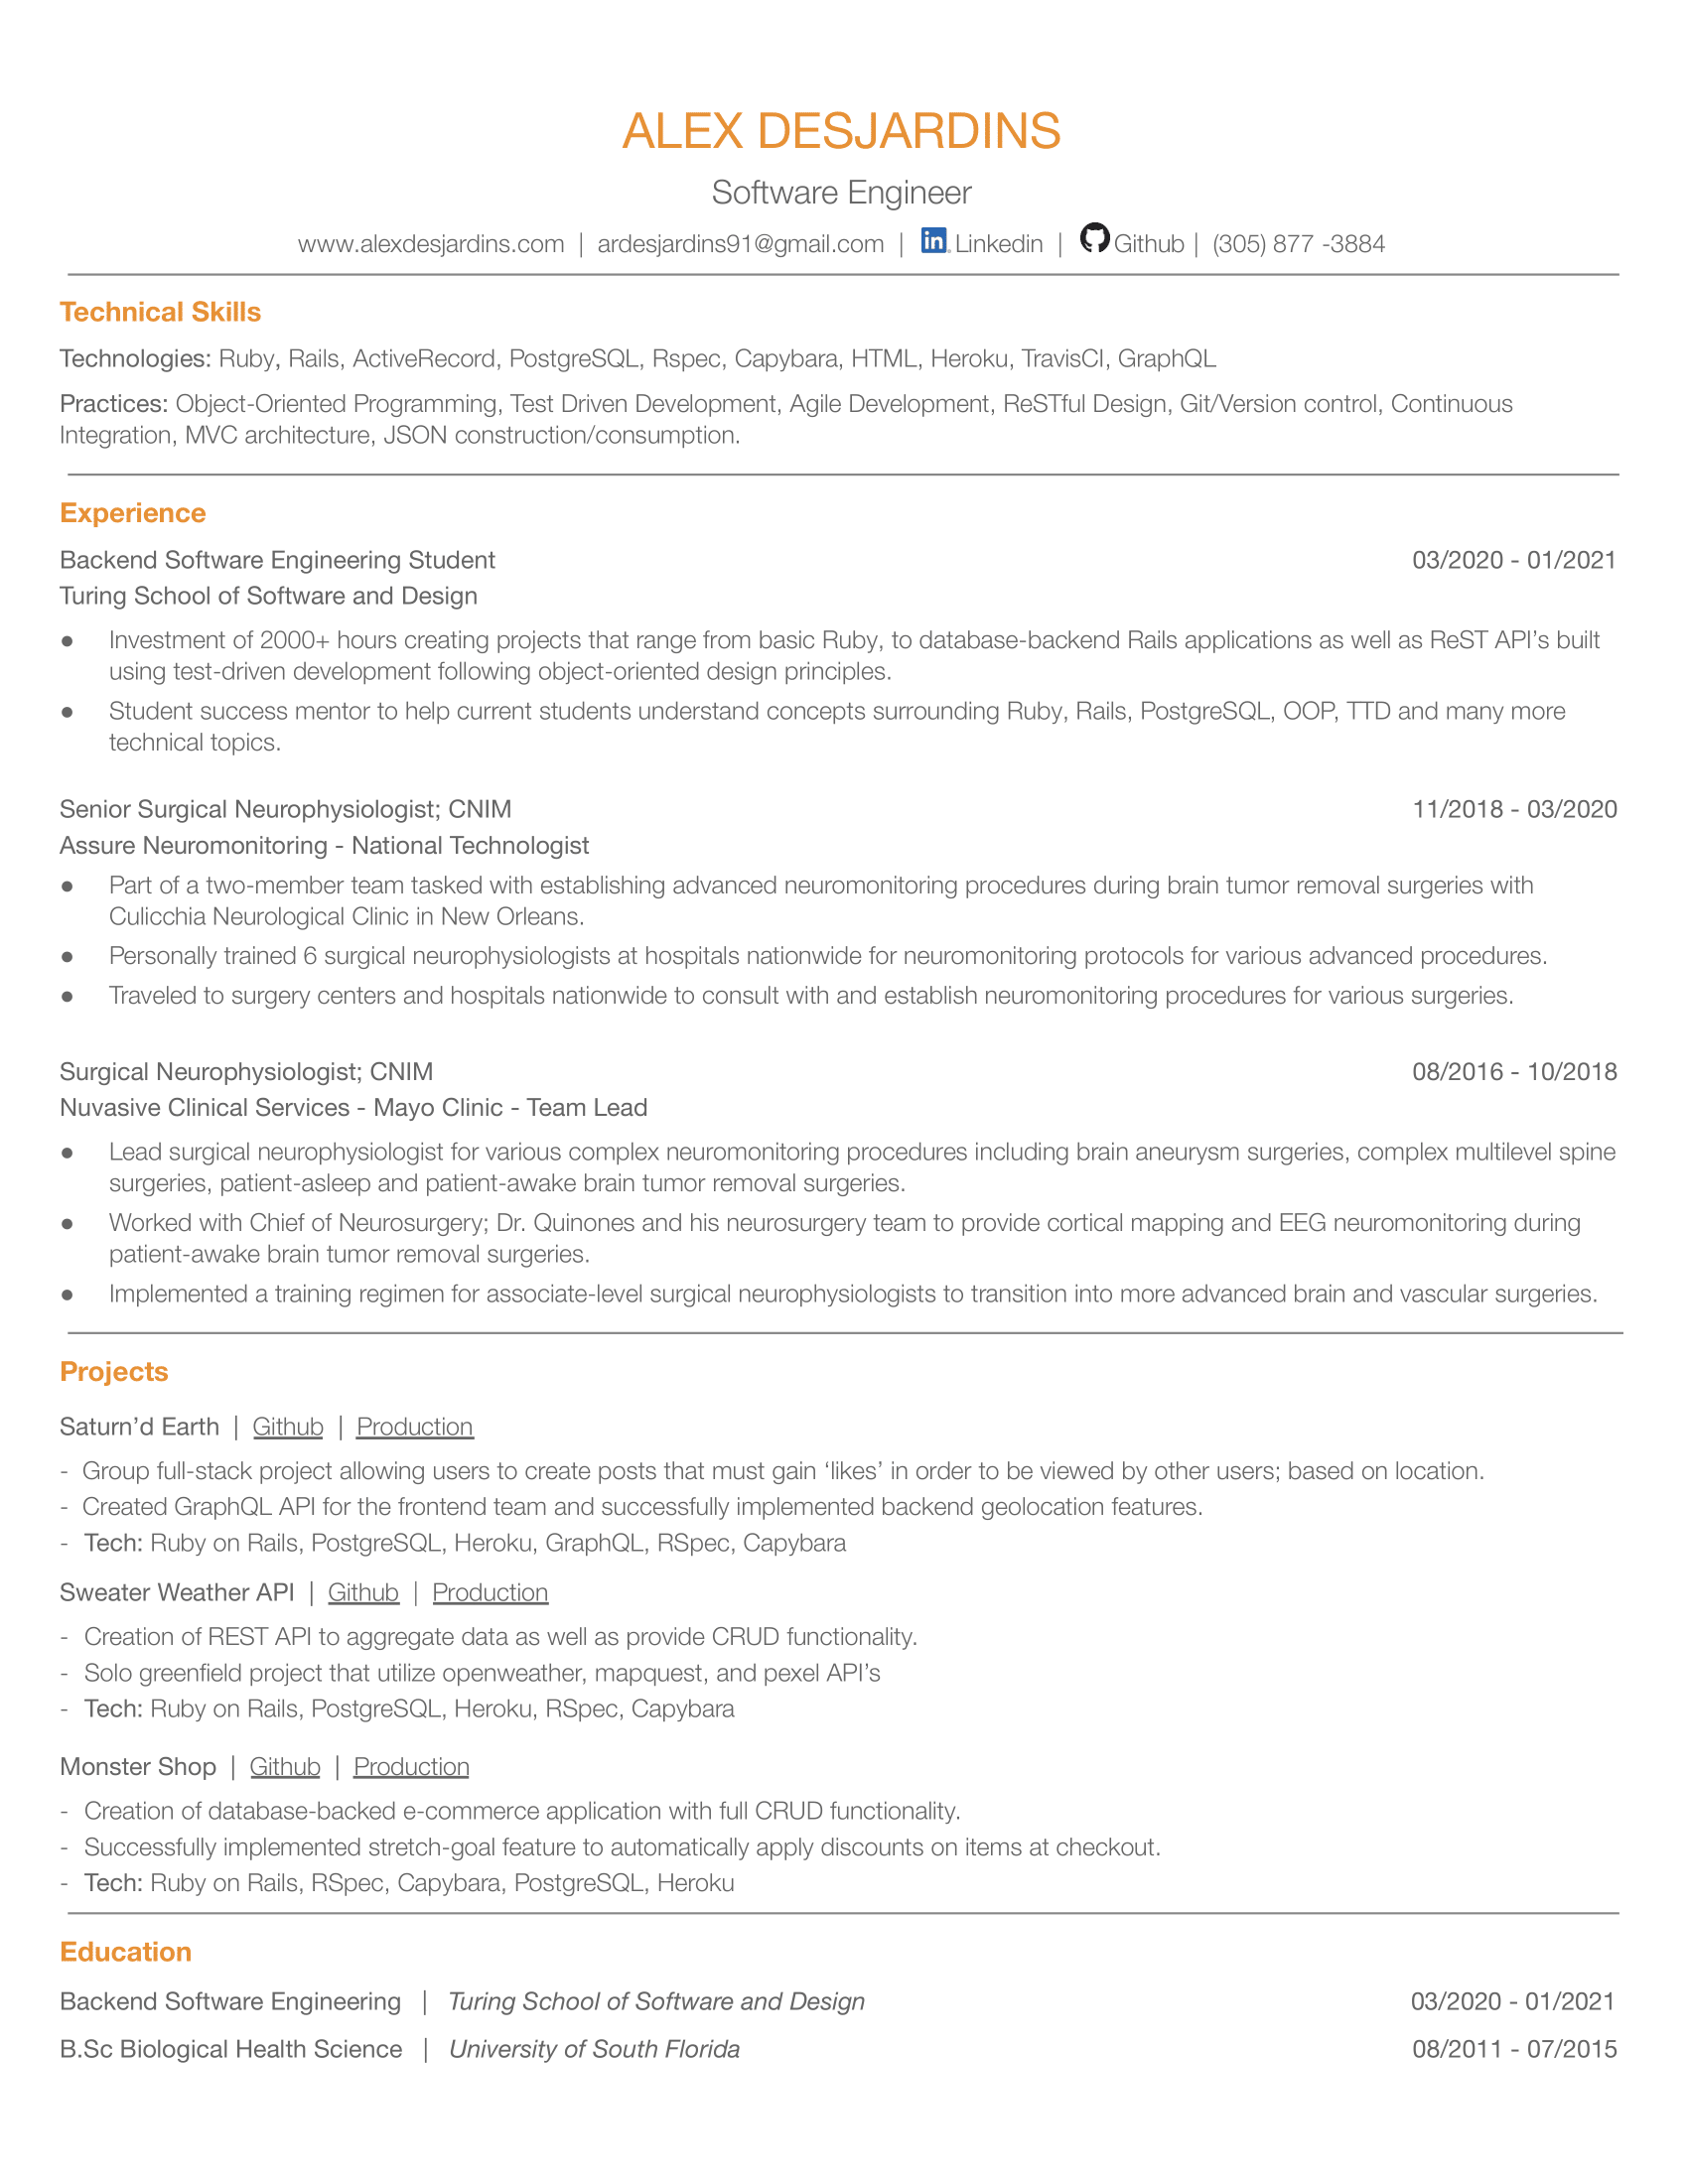 ALEX DESJARDINS
Software Engineer
www.alexdesjardins.com | ardesjardins91@gmail.com | in Linkedin | Github | (305) 877 -3884
Technical Skills
Technologies: Ruby, Rails, ActiveRecord, PostgreSQL, Rspec, Capybara, HTML, Heroku, TravisCI, GraphQL
Practices: Object-Oriented Programming, Test Driven Development, Agile Development, ReSTful Design, Git/Version control, Continuous
Integration, MVC architecture, JSON construction/consumption.
Experience
Backend Software Engineering Student 03/2020 - 01/2021
Turing School of Software and Design
● Investment of 2000+ hours creating projects that range from basic Ruby, to database-backend Rails applications as well as ReST API’s built
using test-driven development following object-oriented design principles.
● Student success mentor to help current students understand concepts surrounding Ruby, Rails, PostgreSQL, OOP, TTD and many more
technical topics.
Senior Surgical Neurophysiologist; CNIM 11/2018 - 03/2020
Assure Neuromonitoring - National Technologist
● Part of a two-member team tasked with establishing advanced neuromonitoring procedures during brain tumor removal surgeries with
Culicchia Neurological Clinic in New Orleans.
● Personally trained 6 surgical neurophysiologists at hospitals nationwide for neuromonitoring protocols for various advanced procedures.
● Traveled to surgery centers and hospitals nationwide to consult with and establish neuromonitoring procedures for various surgeries.
Surgical Neurophysiologist; CNIM 08/2016 - 10/2018
Nuvasive Clinical Services - Mayo Clinic - Team Lead
● Lead surgical neurophysiologist for various complex neuromonitoring procedures including brain aneurysm surgeries, complex multilevel spine
surgeries, patient-asleep and patient-awake brain tumor removal surgeries.
● Worked with Chief of Neurosurgery; Dr. Quinones and his neurosurgery team to provide cortical mapping and EEG neuromonitoring during
patient-awake brain tumor removal surgeries.
● Implemented a training regimen for associate-level surgical neurophysiologists to transition into more advanced brain and vascular surgeries.
Projects
Saturn’d Earth | Github | Production
- Group full-stack project allowing users to create posts that must gain ‘likes’ in order to be viewed by other users; based on location.
- Created GraphQL API for the frontend team and successfully implemented backend geolocation features.
- Tech: Ruby on Rails, PostgreSQL, Heroku, GraphQL, RSpec, Capybara
Sweater Weather API | Github | Production
- Creation of REST API to aggregate data as well as provide CRUD functionality.
- Solo greenfield project that utilize openweather, mapquest, and pexel API’s
- Tech: Ruby on Rails, PostgreSQL, Heroku, RSpec, Capybara
Monster Shop | Github | Production
- Creation of database-backed e-commerce application with full CRUD functionality.
- Successfully implemented stretch-goal feature to automatically apply discounts on items at checkout.
- Tech: Ruby on Rails, RSpec, Capybara, PostgreSQL, Heroku
Education
Backend Software Engineering | Turing School of Software and Design 03/2020 - 01/2021
B.Sc Biological Health Science | University of South Florida 08/2011 - 07/2015